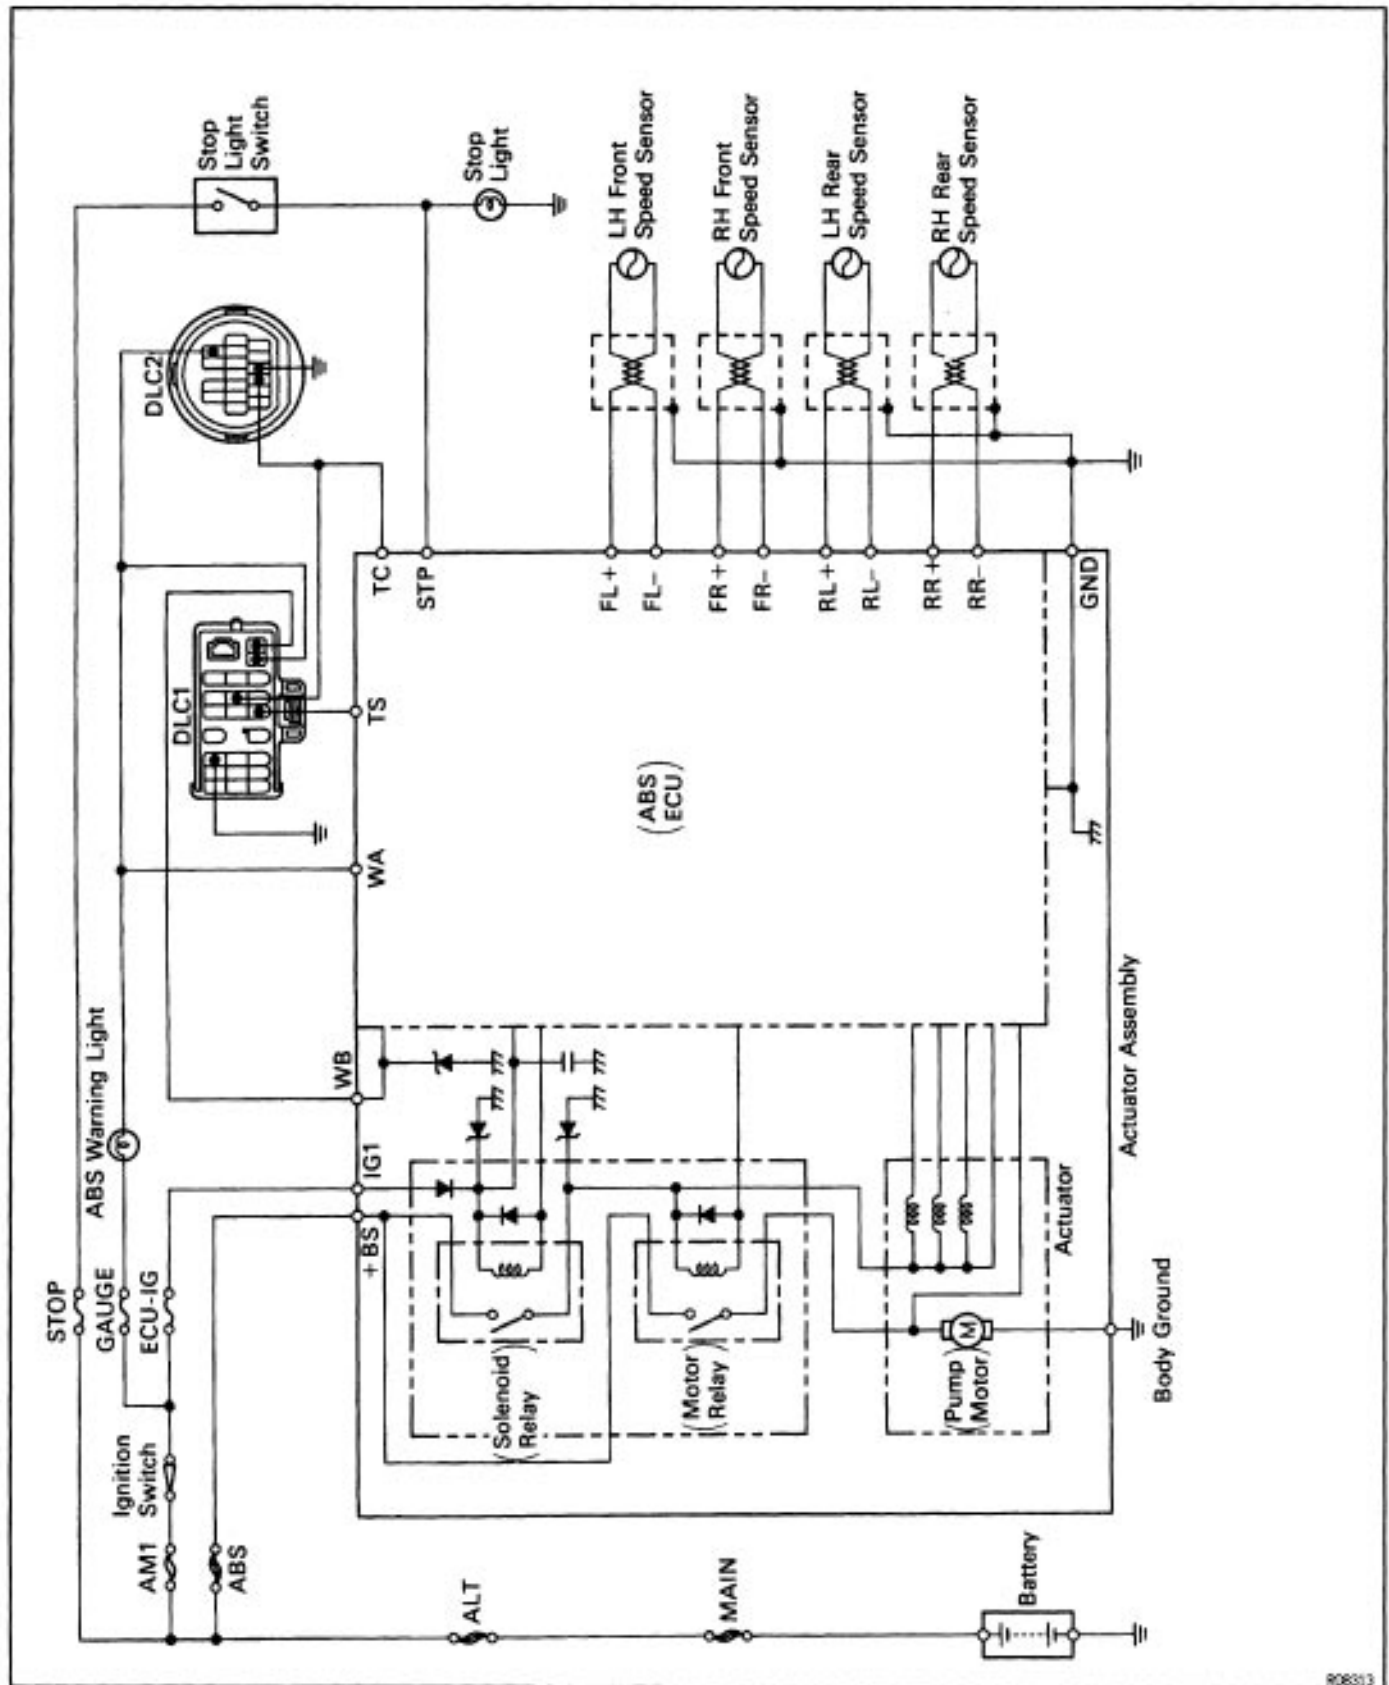 Stop
Light
Switch
Stop
Light
DLC2
DLC1
LH Front
Speed Sensor
RH Front
Speed Sensor
LH Rear
Speed Sensor
RH Rear
Speed Sensor
TC
STP
FL+
FL−
FR+
FR−
RL+
RL−
RR+
RR−
GND
TS
WA
(ABS
ECU)
ABS Warning Light
WB
IG1
+BS
STOP
GAUGE
ECU-IG
Ignition
Switch
AM1
ABS
(Solenoid
Relay)
(Motor
Relay)
(Pump
Motor)
M
Actuator
Actuator Assembly
Body Ground
ALT
MAIN
Battery
R08313